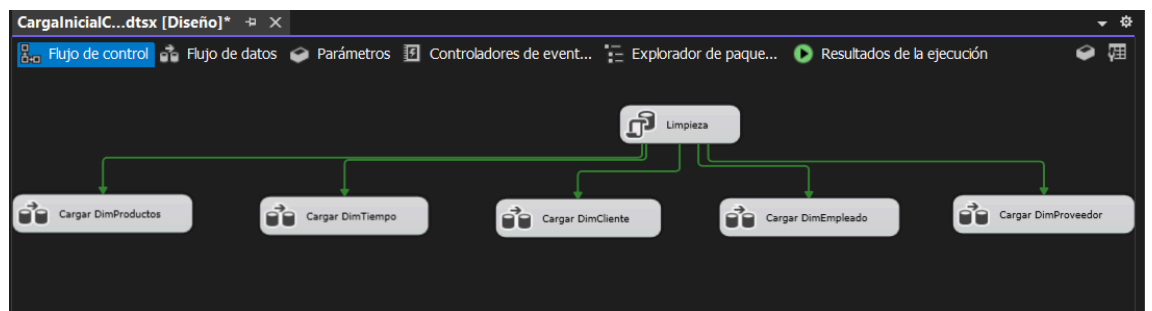 CargaInicialC...dtsx [Diseño]*
Flujo de control Flujo de datos Parámetros Controladores de event... Explorador de paque... Resultados de la ejecución
Limpieza
Cargar DimProductos Cargar DimTiempo Cargar DimCliente Cargar DimEmpleado Cargar DimProveedor